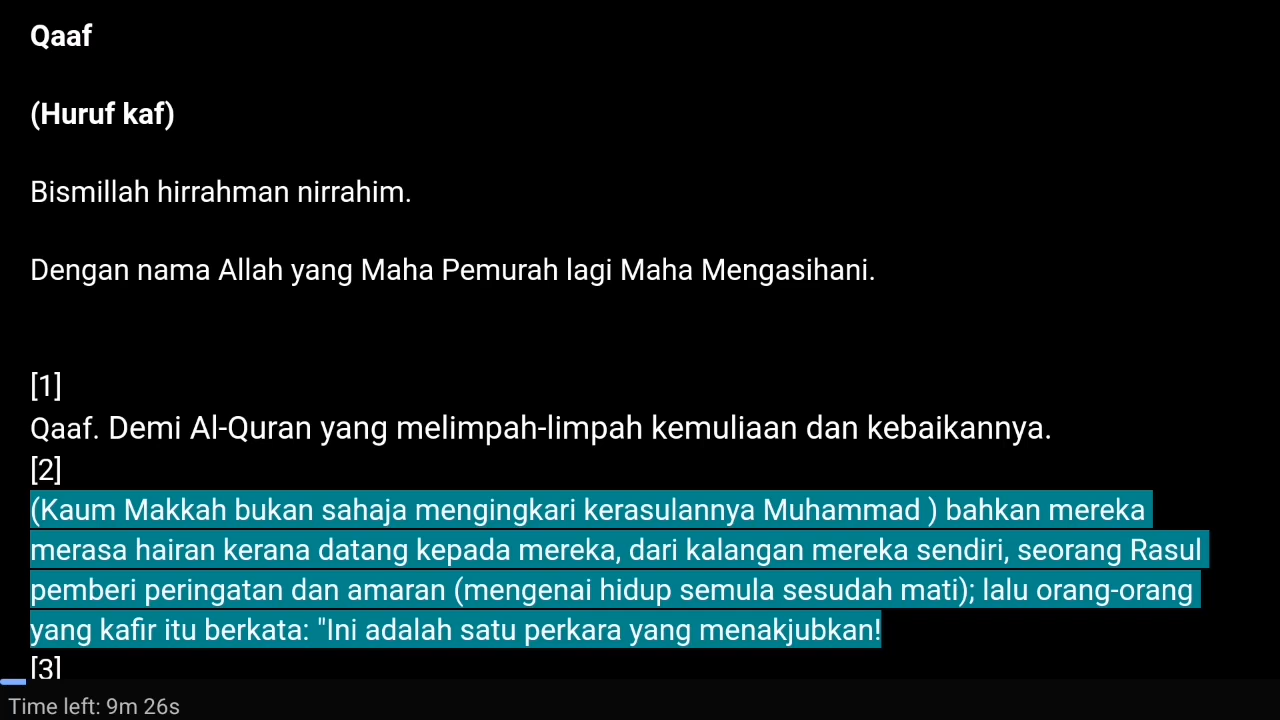 Qaaf
(Huruf kaf)
Bismillah hirrahman nirrahim.
Dengan nama Allah yang Maha Pemurah lagi Maha Mengasihani.
[1]
Qaaf. Demi Al-Quran yang melimpah-limpah kemuliaan dan kebaikannya.
[2]
(Kaum Makkah bukan sahaja mengingkari kerasulannya Muhammad ) bahkan mereka
merasa hairan kerana datang kepada mereka, dari kalangan mereka sendiri, seorang Rasul
pemberi peringatan dan amaran (mengenai hidup semula sesudah mati); lalu orang-orang
yang kafir itu berkata: "Ini adalah satu perkara yang menakjubkan!
[3]
Time left: 9m 26s